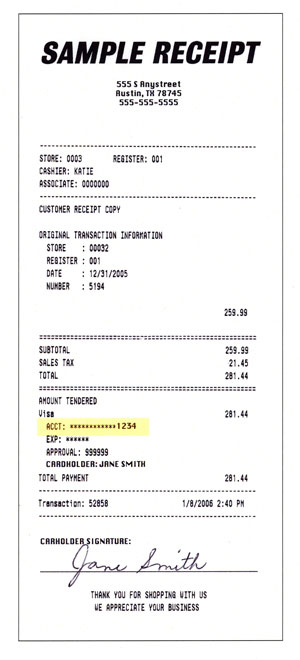 SAMPLE RECEIPT
555 S Anystreet
Austin, TX 78745
555-555-5555
STORE: 0003 REGISTER: 001
CASHIER: KATIE
ASSOCIATE: 0000000
CUSTOMER RECEIPT COPY
ORIGINAL TRANSACTION INFORMATION
STORE : 00032
REGISTER : 001
DATE : 12/31/2005
NUMBER : 5194
259.99
SUBTOTAL 259.99
SALES TAX 21.45
TOTAL 281.44
AMOUNT TENDERED
Visa 281.44
ACCT: ************1234
EXP: ******
APPROVAL: 999999
CARDHOLDER: JANE SMITH
TOTAL PAYMENT 281.44
Transaction: 52858 1/8/2006 2:40 PM
CARHOLDER SIGNATURE:
Jane Smith
THANK YOU FOR SHOPPING WITH US
WE APPRECIATE YOUR BUSINESS